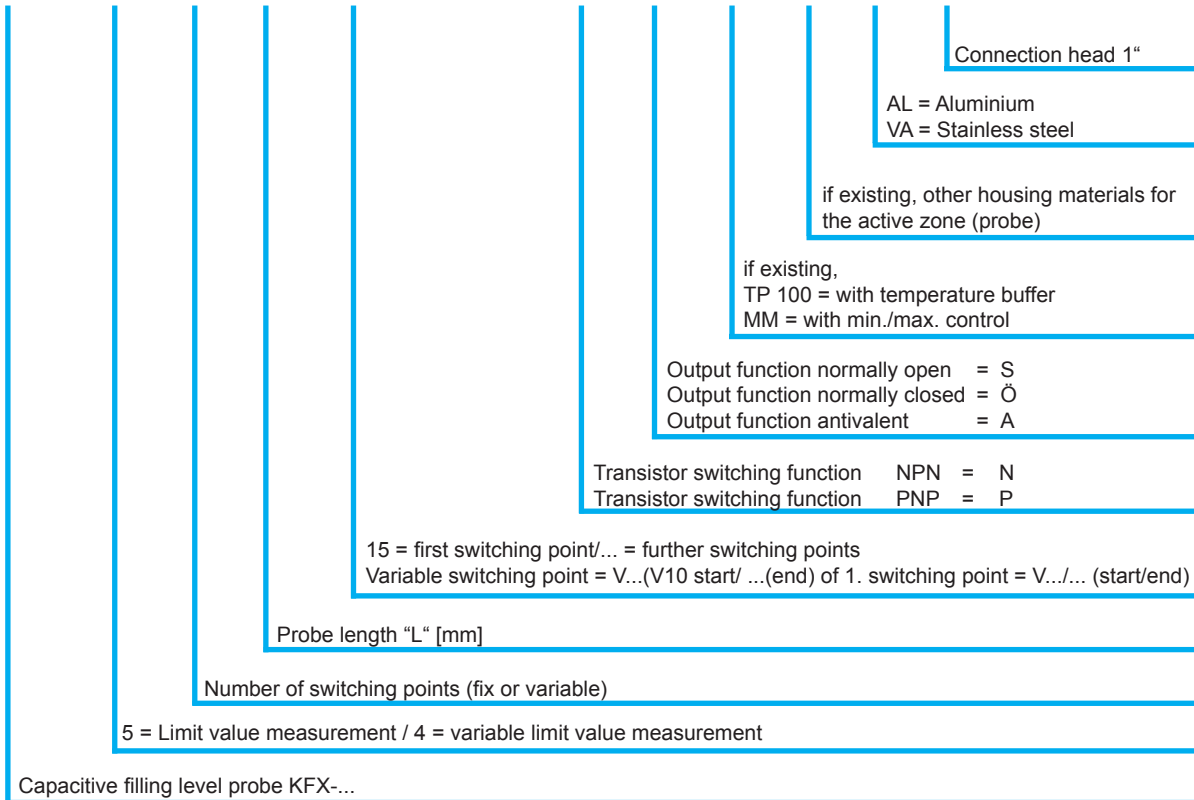 Connection head 1“
AL = Aluminium
VA = Stainless steel
if existing, other housing materials for
the active zone (probe)
if existing,
TP 100 = with temperature buffer
MM = with min./max. control
Output function normally open = S
Output function normally closed = Ö
Output function antivalent = A
Transistor switching function NPN = N
Transistor switching function PNP = P
15 = first switching point/... = further switching points
Variable switching point = V...(V10 start/ ...(end) of 1. switching point = V.../... (start/end)
Probe length “L“ [mm]
Number of switching points (fix or variable)
5 = Limit value measurement / 4 = variable limit value measurement
Capacitive filling level probe KFX-...